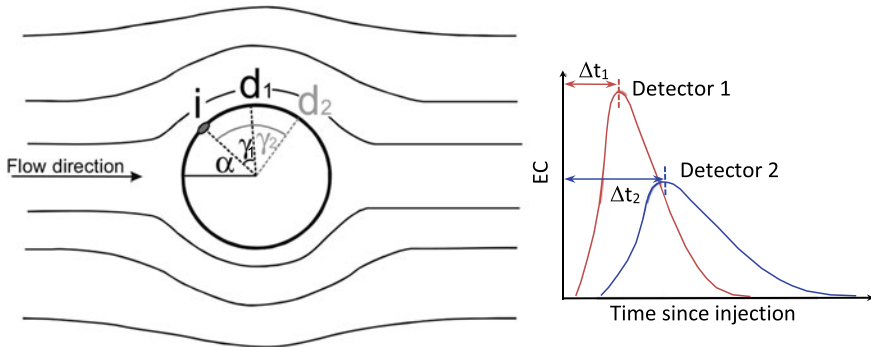 i
d1
d2
γ1
γ2
α
Flow direction
Δt1
Detector 1
Detector 2
Δt2
EC
Time since injection